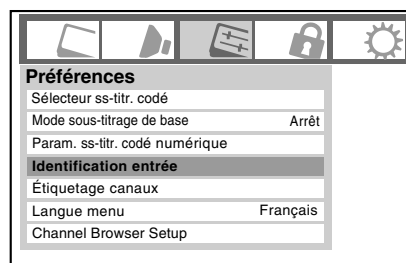 Préférences
Sélecteur ss-titr. codé
Mode sous-titrage de base Arrêt
Param. ss-titr. codé numérique
Identification entrée
Étiquetage canaux
Langue menu Français
Channel Browser Setup